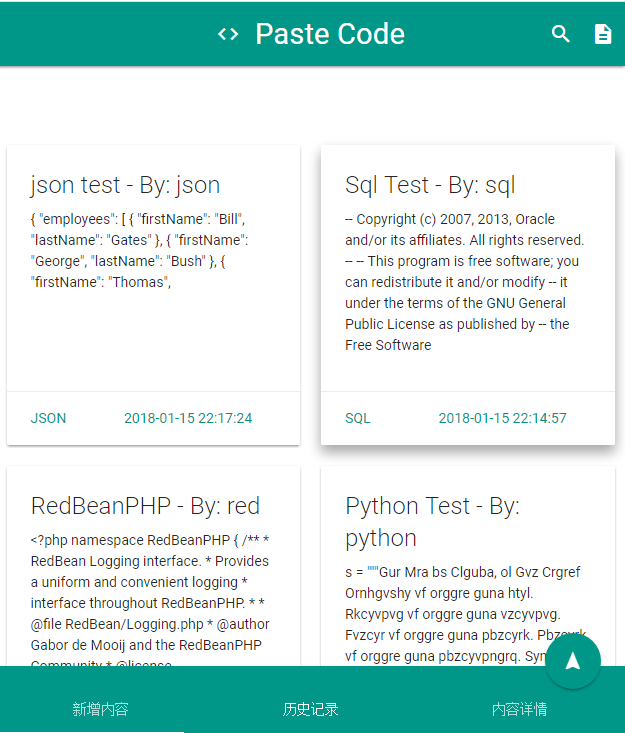 Paste Code
json test - By: json
{ "employees": [ { "firstName": "Bill",
"lastName": "Gates" }, { "firstName":
"George", "lastName": "Bush" }, {
"firstName": "Thomas",
JSON 2018-01-15 22:17:24
Sql Test - By: sql
-- Copyright (c) 2007, 2013, Oracle
and/or its affiliates. All rights reserved.
-- -- This program is free software; you
can redistribute it and/or modify -- it
under the terms of the GNU General
Public License as published by -- the
Free Software
SQL 2018-01-15 22:14:57
RedBeanPHP - By: red
<?php namespace RedBeanPHP { /** *
RedBean Logging interface. * Provides
a uniform and convenient logging *
interface throughout RedBeanPHP. * *
@file RedBean/Logging.php * @author
Gabor de Mooij and the RedBeanPHP
Community * @license
Python Test - By:
python
s = """Gur Mra bs Clguba, ol Gvz Crgref
Ornhgvshy vf orggre guna htyl.
Rkcyvpvg vf orggre guna vzcyvpvg.
Fvzcyr vf orggre guna pbzcyrk.
vf orggre guna pbzcyvpngrq.
新增内容 历史记录 内容详情